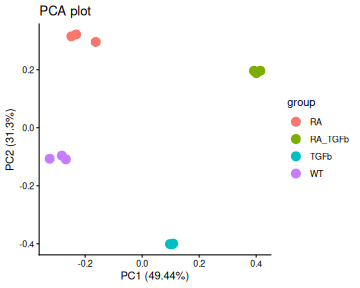 PCA plot
PC2 (31.3%)
0.2
0.0
-0.2
-0.4
-0.2
0.0
0.2
0.4
PC1 (49.44%)
group
RA
RA_TGFb
TGFb
WT